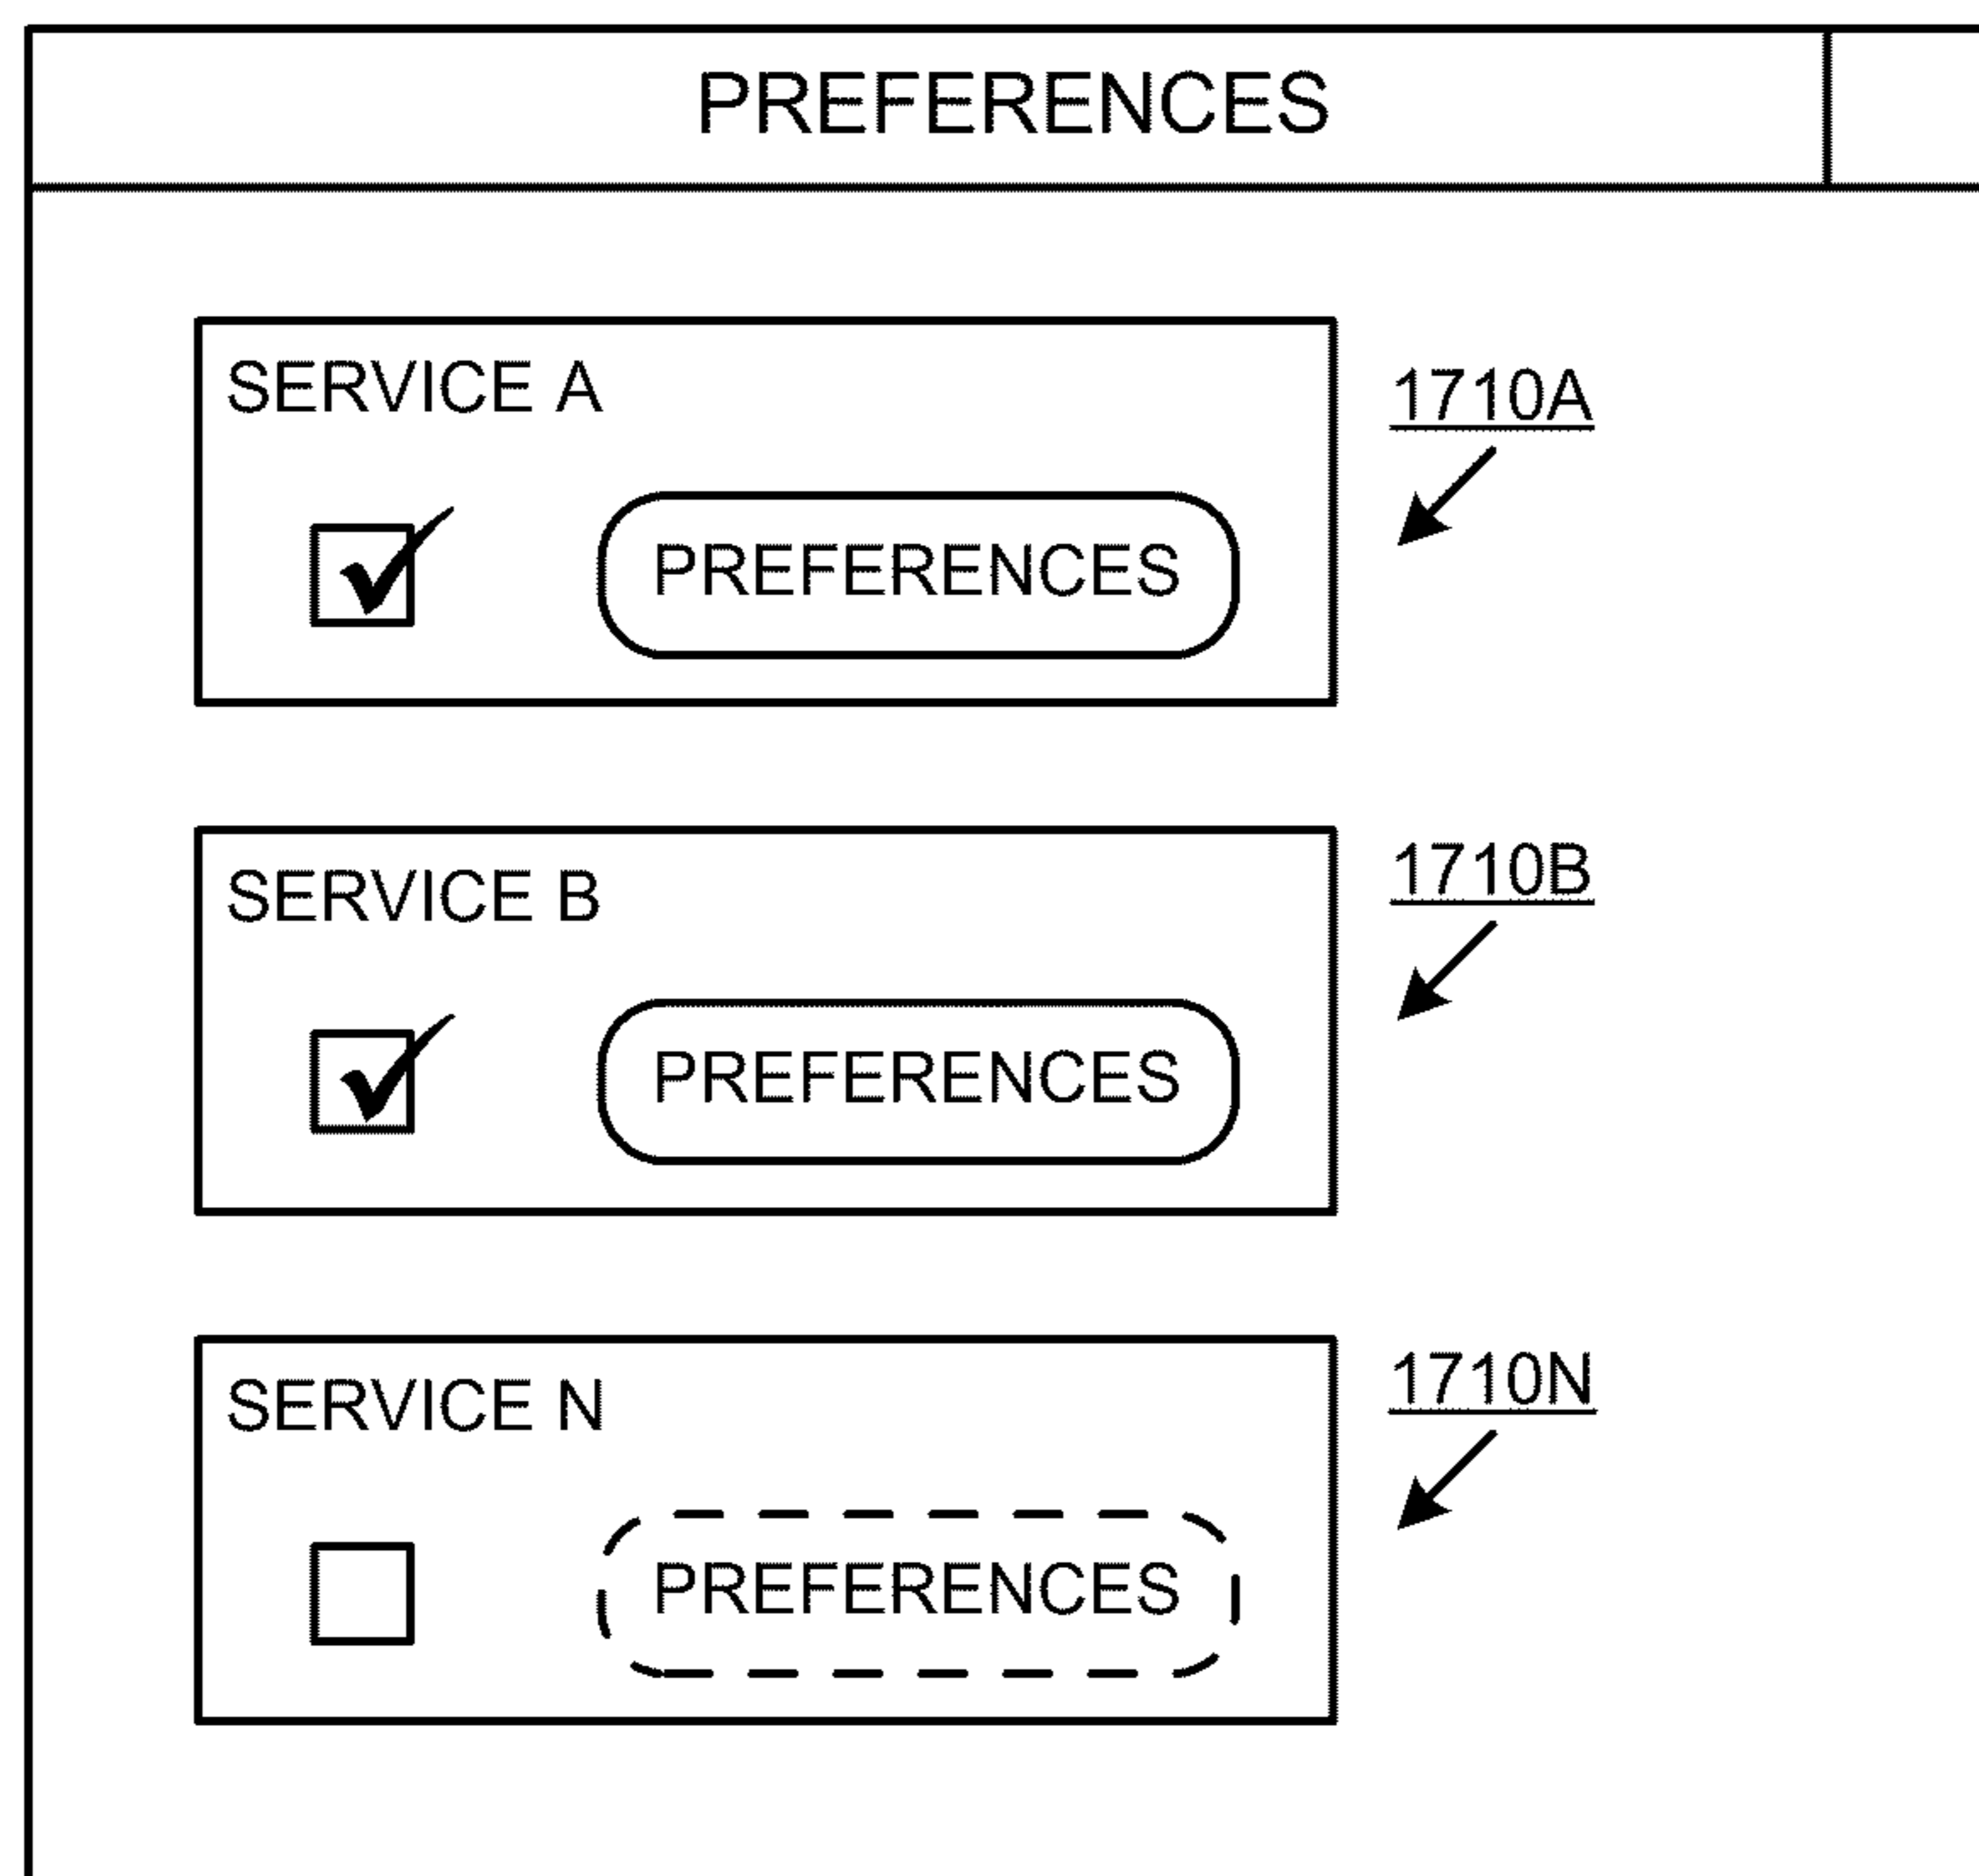 PREFERENCES
SERVICE A
1710A
PREFERENCES
SERVICE B
1710B
PREFERENCES
SERVICE N
1710N
PREFERENCES